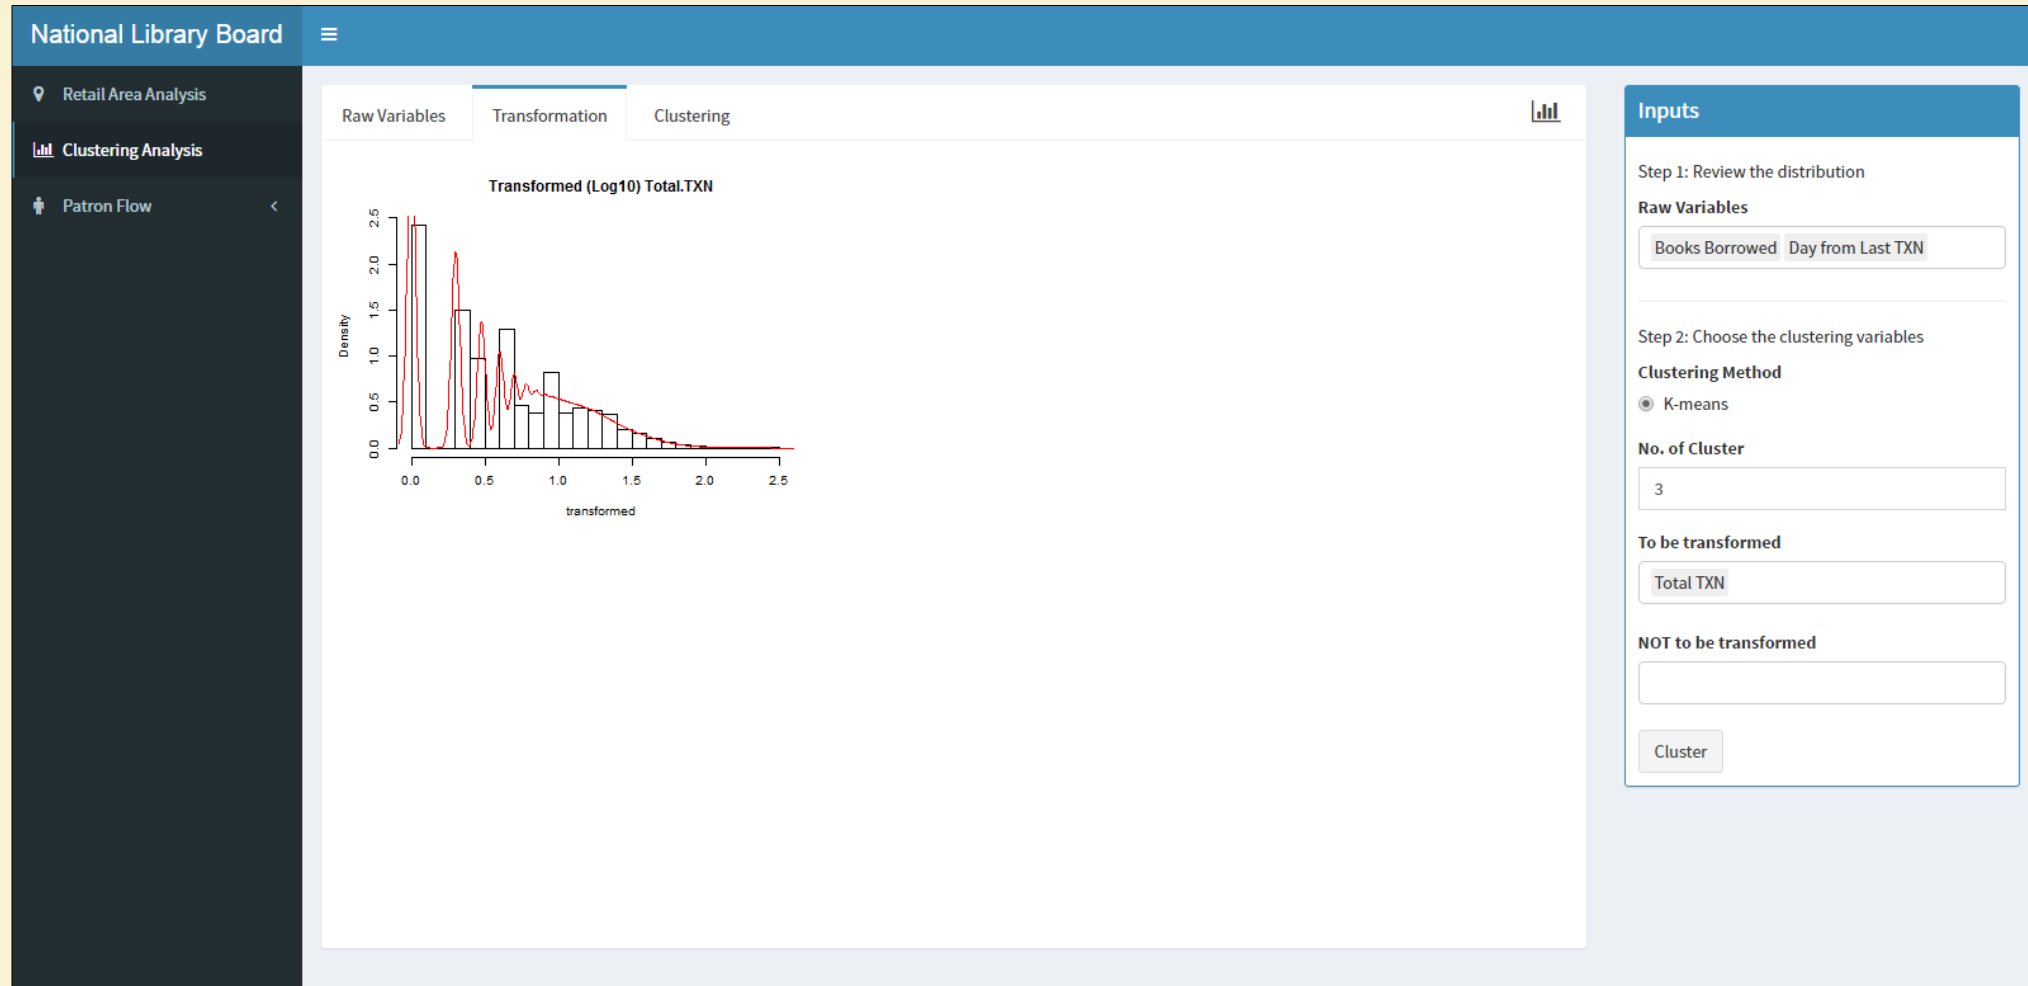 National Library Board
Retail Area Analysis
Clustering Analysis
Patron Flow
Raw Variables Transformation Clustering
Transformed (Log10) Total.TXN
2.5
2.0
1.5
1.0
0.5
0.0
Density
0.0 0.5 1.0 1.5 2.0 2.5
transformed
Inputs
Step 1: Review the distribution
Raw Variables
Books Borrowed Day from Last TXN
Step 2: Choose the clustering variables
Clustering Method
K-means
No. of Cluster
3
To be transformed
Total TXN
NOT to be transformed
Cluster